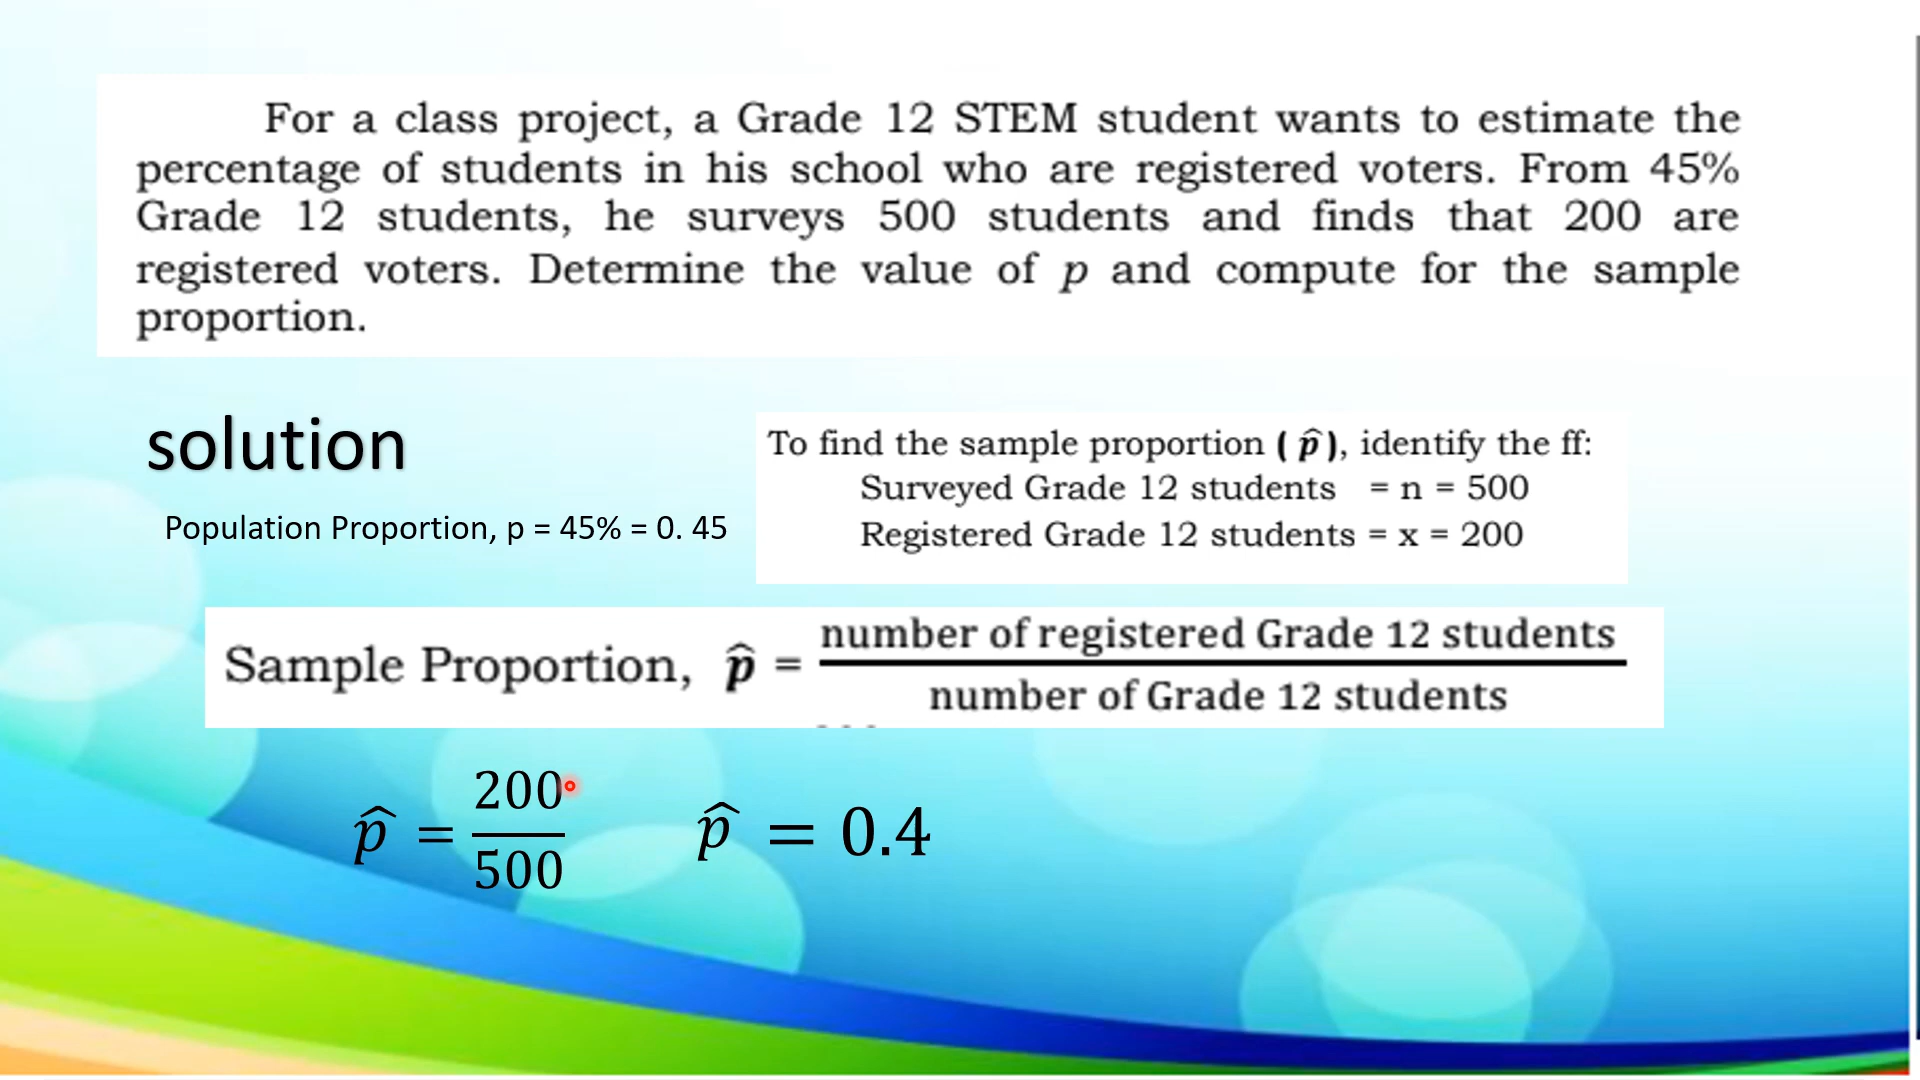 For a class project, a Grade 12 STEM student wants to estimate the
percentage of students in his school who are registered voters. From 45%
Grade 12 students, he surveys 500 students and finds that 200 are
registered voters. Determine the value of p and compute for the sample
proportion.
solution
To find the sample proportion ( p̂ ), identify the ff:
Surveyed Grade 12 students = n = 500
Registered Grade 12 students = x = 200
Population Proportion, p = 45% = 0. 45
Sample Proportion, p̂ = number of registered Grade 12 students
number of Grade 12 students
p̂ = 200
500
p̂ = 0.4